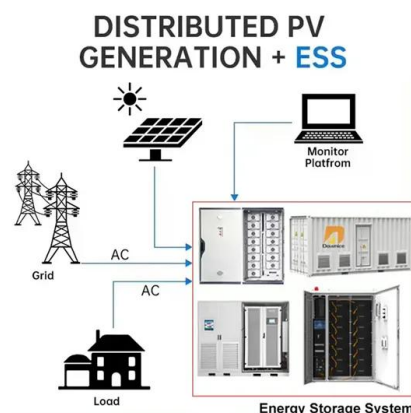 DISTRIBUTED PV
GENERATION + ESS
Monitor
Platfrom
Grid
AC
AC
Load
Energy Storage System